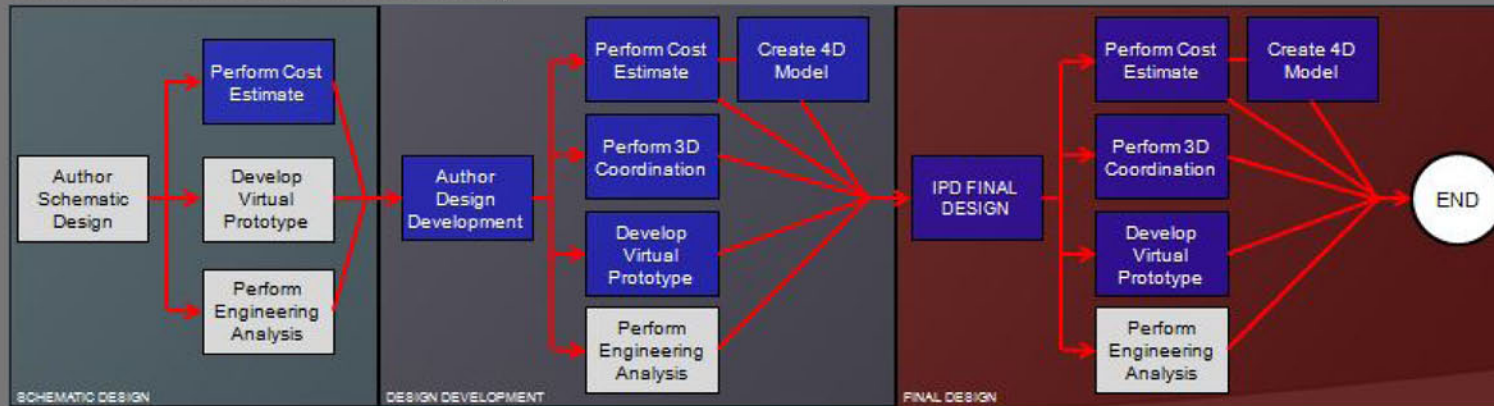 Perform Cost
Estimate
Author
Schematic
Design
Develop
Virtual
Prototype
Perform
Engineering
Analysis
SCHEMATIC DESIGN
Perform Cost
Estimate
Create 4D
Model
Perform 3D
Coordination
Author
Design
Development
Develop
Virtual
Prototype
Perform
Engineering
Analysis
DESIGN DEVELOPMENT
Perform Cost
Estimate
Create 4D
Model
Perform 3D
Coordination
IPD FINAL
DESIGN
END
Develop
Virtual
Prototype
Perform
Engineering
Analysis
FINAL DESIGN